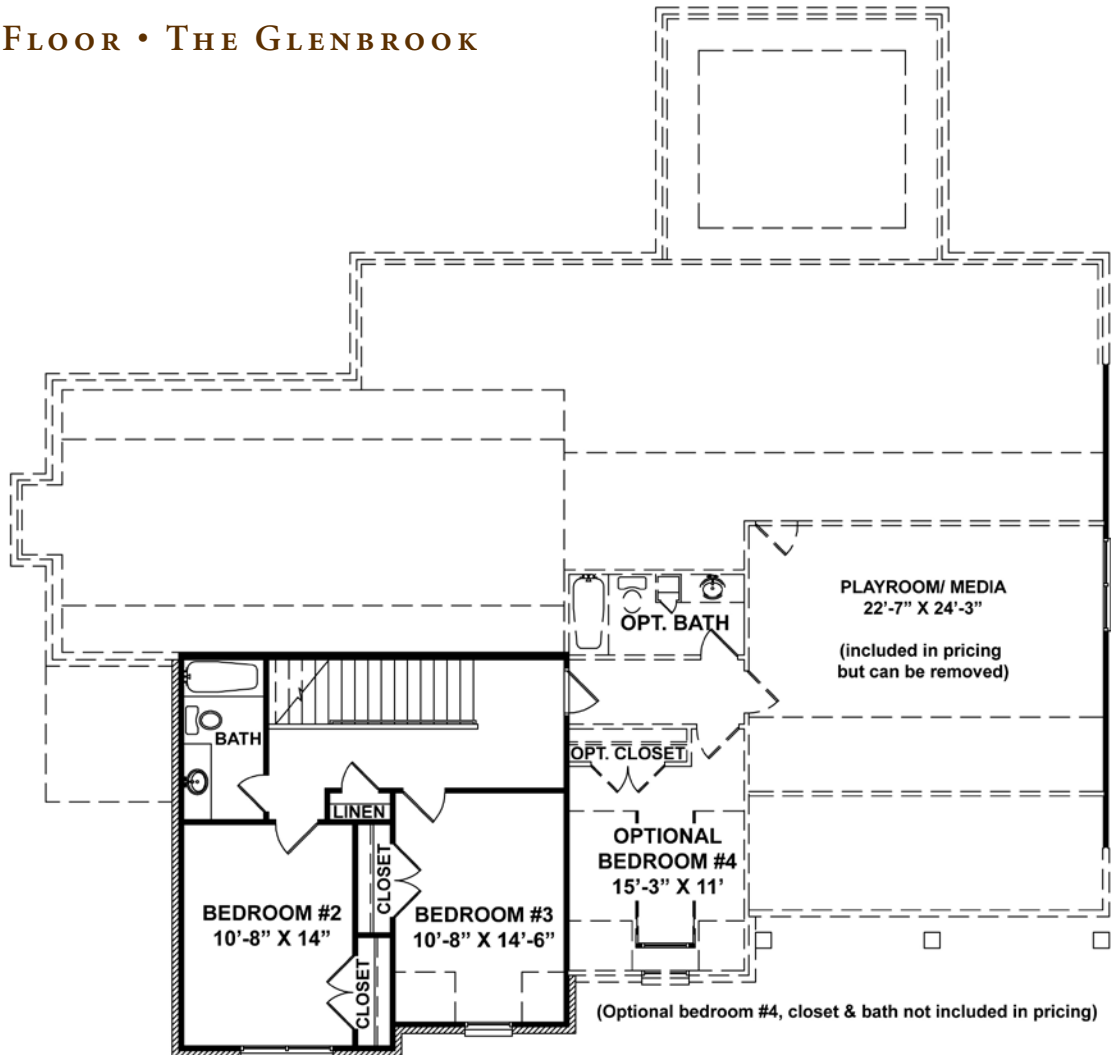 FLOOR • THE GLENBROOK
PLAYROOM/ MEDIA
22’-7” X 24’-3”
(included in pricing
but can be removed)
OPT. BATH
BATH
OPT. CLOSET
LINEN
OPTIONAL
BEDROOM #4
15’-3” X 11’
CLOSET
BEDROOM #2
10’-8” X 14”
BEDROOM #3
10’-8” X 14’-6”
CLOSET
(Optional bedroom #4, closet & bath not included in pricing)